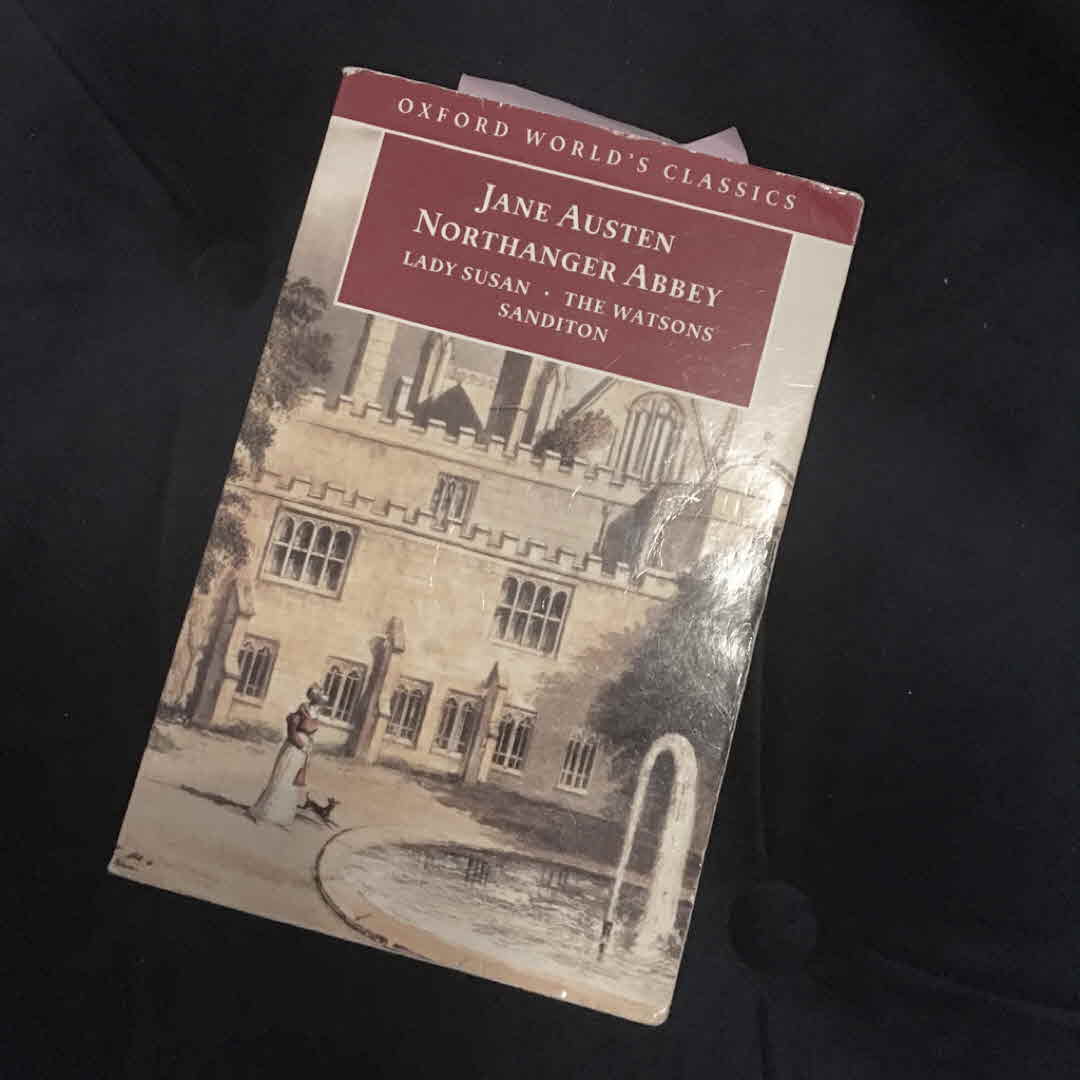 OXFORD WORLD'S CLASSICS
JANE AUSTEN
NORTHANGER ABBEY
LADY SUSAN · THE WATSONS
SANDITON